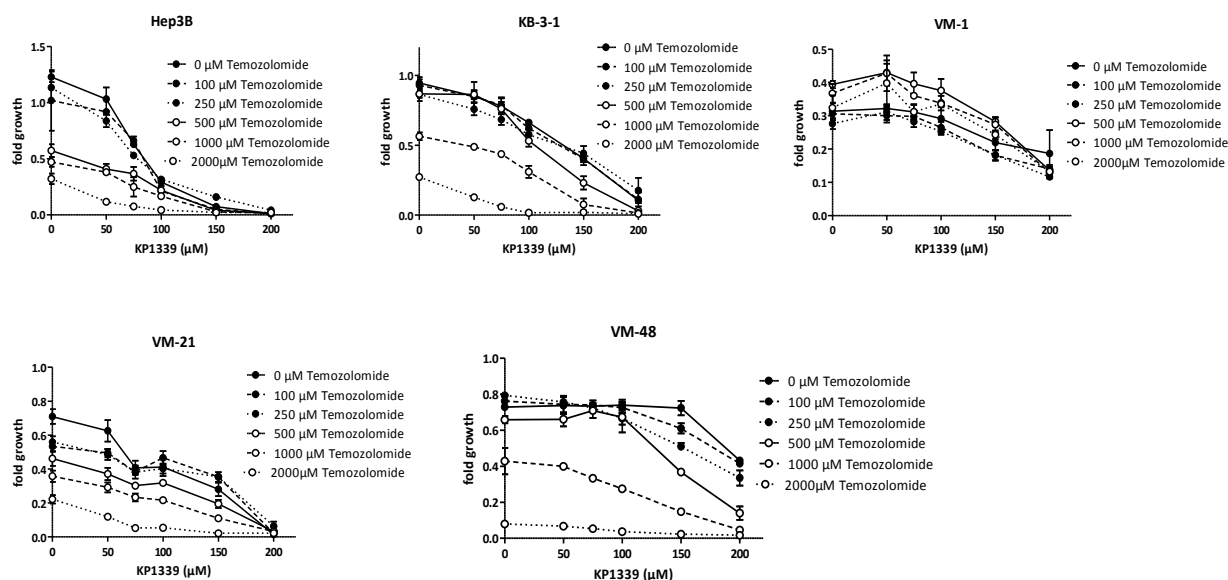 Hep3B
1.5
1.0
0.5
0.0
fold growth
0 50 100 150 200
KP1339 (µM)
0 µM Temozolomide
100 µM Temozolomide
250 µM Temozolomide
500 µM Temozolomide
1000 µM Temozolomide
2000µM Temozolomide
KB-3-1
1.0
0.5
0.0
fold growth
0 50 100 150 200
KP1339 (µM)
0 µM Temozolomide
100 µM Temozolomide
250 µM Temozolomide
500 µM Temozolomide
1000 µM Temozolomide
2000 µM Temozolomide
VM-1
0.5
0.4
0.3
0.2
0.1
0.0
fold growth
0 50 100 150 200
KP1339 (µM)
0 µM Temozolomide
100 µM Temozolomide
250 µM Temozolomide
500 µM Temozolomide
1000 µM Temozolomide
2000µM Temozolomide
VM-21
1.0
0.8
0.6
0.4
0.2
0.0
fold growth
0 50 100 150 200
KP1339 (µM)
0 µM Temozolomide
100 µM Temozolomide
250 µM Temozolomide
500 µM Temozolomide
1000 µM Temozolomide
2000µM Temozolomide
VM-48
1.0
0.8
0.6
0.4
0.2
0.0
fold growth
0 50 100 150 200
KP1339 (µM)
0 µM Temozolomide
100 µM Temozolomide
250 µM Temozolomide
500 µM Temozolomide
1000 µM Temozolomide
2000µM Temozolomide